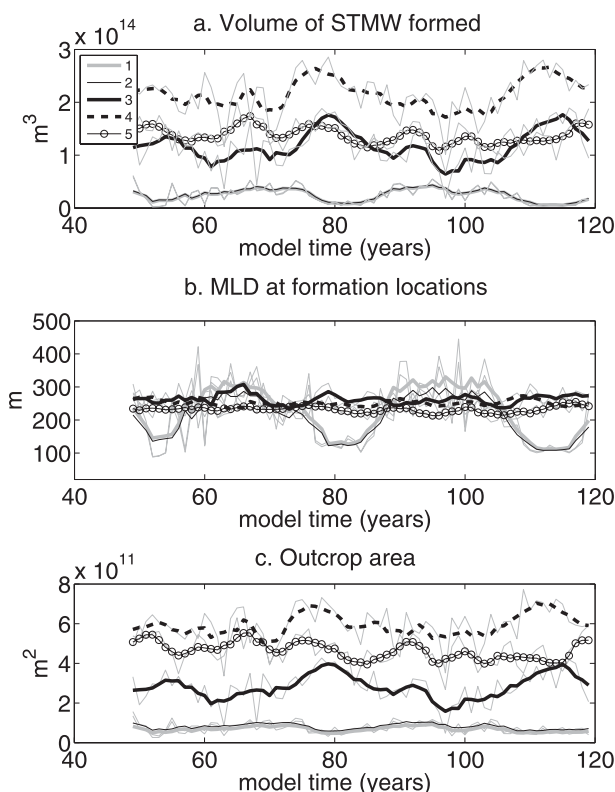 a. Volume of STMW formed
x 10^14
3
2
1
0
m^3
1
2
3
4
5
40 60 80 100 120
model time (years)
b. MLD at formation locations
500
400
300
200
100
m
40 60 80 100 120
model time (years)
c. Outcrop area
x 10^11
8
6
4
2
0
m^2
40 60 80 100 120
model time (years)